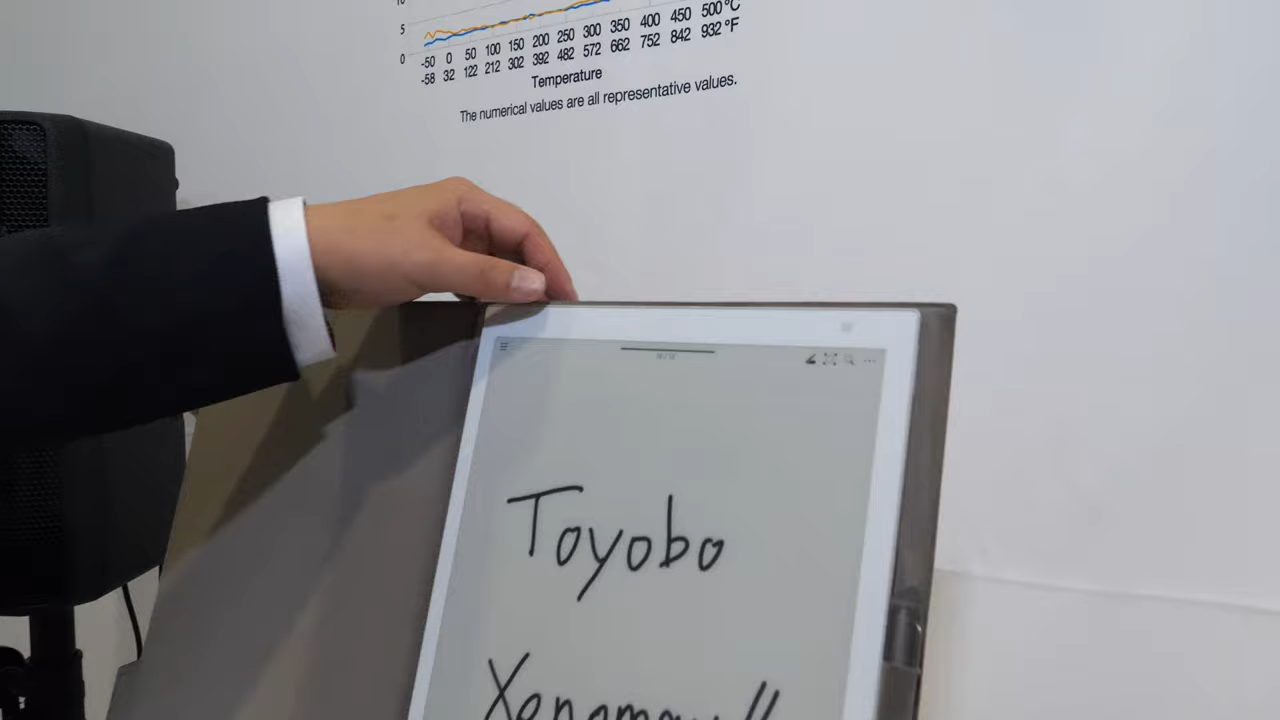 5
0
-50 0 50 100 150 200 250 300 350 400 450 500 °C
-58 32 122 212 302 392 482 572 662 752 842 932 °F
Temperature
The numerical values are all representative values.
Toyobo